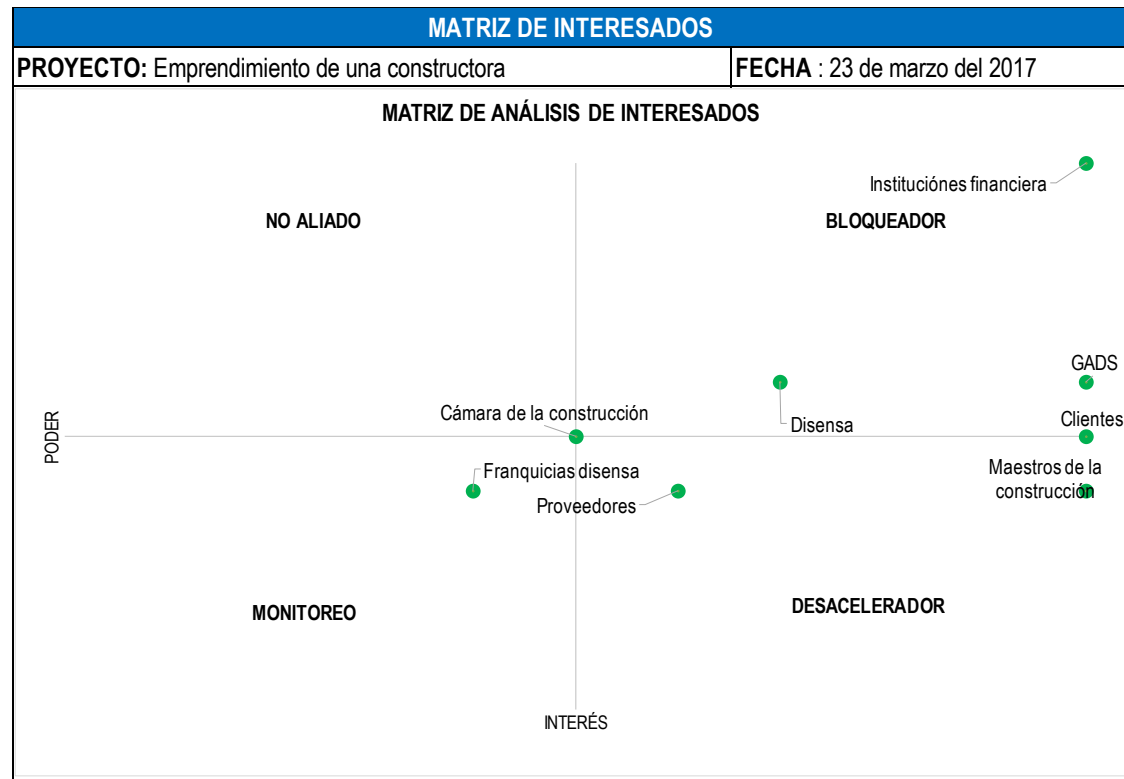 MATRIZ DE INTERESADOS
PROYECTO: Emprendimiento de una constructora
FECHA : 23 de marzo del 2017
MATRIZ DE ANÁLISIS DE INTERESADOS
Instituciónes financiera
NO ALIADO
BLOQUEADOR
GADS
Cámara de la construcción
Disensa
Clientes
PODER
Franquicias disensa
Maestros de la
construcción
Proveedores
MONITOREO
DESACELERADOR
INTERÉS